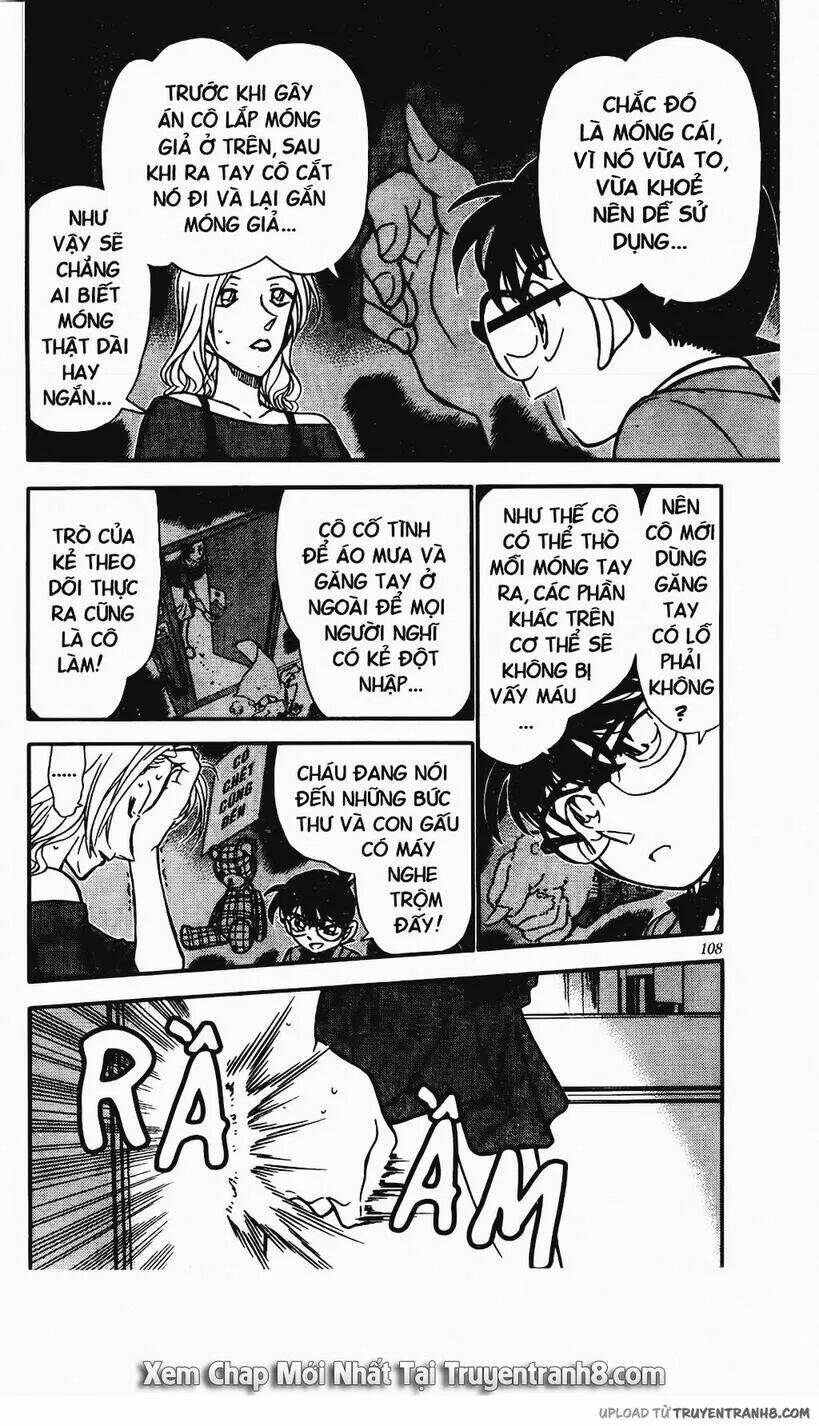 CHẮC ĐÓ
LÀ MÓNG CÁI,
VÌ NÓ VỪA TO,
VỪA KHOẺ
NÊN DỄ SỬ
DỤNG...
TRƯỚC KHI GÂY
ÁN CÔ LẮP MÓNG
GIẢ Ở TRÊN, SAU
KHI RA TAY CÔ CẮT
NÓ ĐI VÀ LẠI GẮN
MÓNG GIẢ...
NHƯ
VẬY SẼ
CHẲNG
AI BIẾT
MÓNG
THẬT DÀI
HAY
NGẮN...
NÊN
CÔ MỚI
DÙNG
GĂNG
TAY
CÓ LỖ
PHẢI
KHÔNG
?
NHƯ THẾ CÔ
CÓ THỂ THÒ
MỖI MÓNG TAY
RA, CÁC PHẦN
KHÁC TRÊN
CƠ THỂ SẼ
KHÔNG BỊ
VẤY MÁU
...
CÔ CỐ TÌNH
ĐỂ ÁO MƯA VÀ
GĂNG TAY Ở
NGOÀI ĐỂ MỌI
NGƯỜI NGHĨ
CÓ KẺ ĐỘT
NHẬP...
TRÒ CỦA
KẺ THEO
DÕI THỰC
RA CŨNG
LÀ CÔ
LÀM!
CHÁU ĐANG NÓI
ĐẾN NHỮNG BỨC
THƯ VÀ CON GẤU
CÓ MÁY
NGHE
TRỘM
ĐẤY!
CÓ
CHẾT
CŨNG
ĐEN
......
108
RẦ
ẦM
Xem Chap Mới Nhất Tại Truyentranh8.com
UPLOAD TỪ TRUYENTRANH8.COM